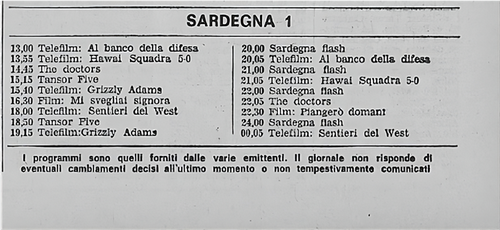 SARDEGNA 1
13,00 Telefilm: Al banco della difesa
13,55 Telefilm: Hawai Squadra 5-0
14,45 The doctors
15,15 Tansor Five
15,40 Telefilm: Grizzly Adams
16,30 Film: Mi svegliai signora
18,00 Telefilm: Sentieri del West
18,50 Tansor Five
19,15 Telefilm:Grizzly Adams
20,00 Sardegna flash
20,05 Telefilm: Al banco della difesa
21,00 Sardegna flash
21,05 Telefilm: Hawai Squadra 5-0
22,00 Sardegna flash
22,05 The doctors
22,30 Film: Piangerò domani
24,00 Sardegna flash
00,05 Telefilm: Sentieri del West
I programmi sono quelli forniti dalle varie emittenti. Il giornale non risponde di
eventuali cambiamenti decisi all'ultimo momento o non tempestivamente comunicati